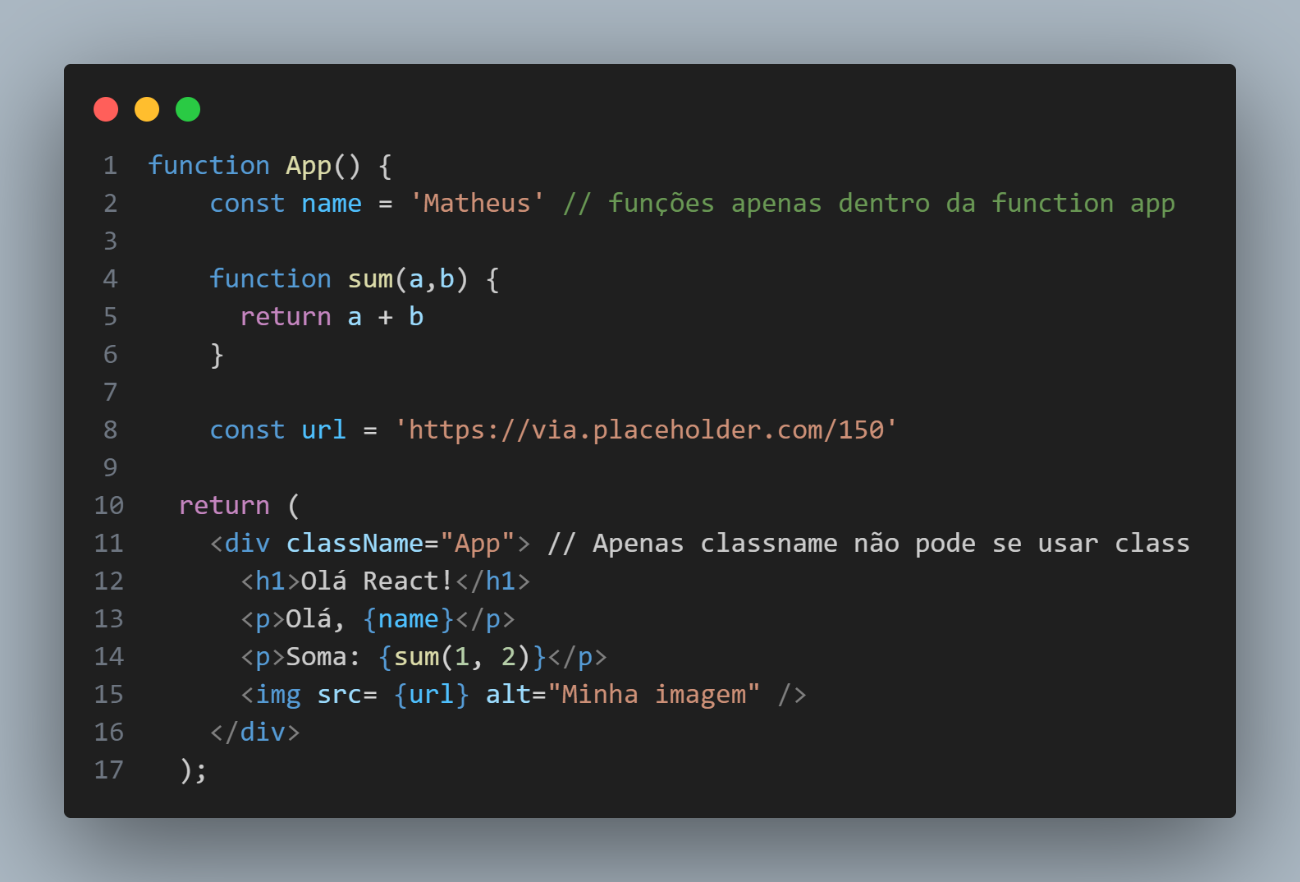 1 function App() {
2 const name = 'Matheus' // funções apenas dentro da function app
3
4 function sum(a,b) {
5 return a + b
6 }
7
8 const url = 'https://via.placeholder.com/150'
9
10 return (
11 <div className="App"> // Apenas classname não pode se usar class
12 <h1>Olá React!</h1>
13 <p>Olá, {name}</p>
14 <p>Soma: {sum(1, 2)}</p>
15 <img src= {url} alt="Minha imagem" />
16 </div>
17 );